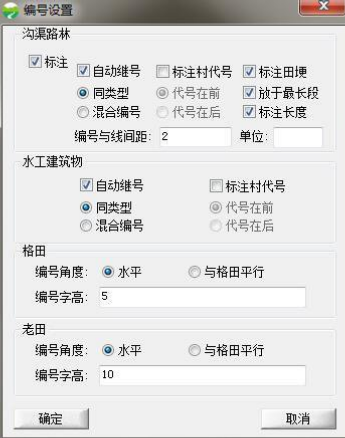 编号设置
沟渠路林
标注 自动继号 标注村代号 标注田埂
同类型 代号在前 放于最长段
混合编号 代号在后 标注长度
编号与线间距: 2 单位:
水工建筑物
自动继号 标注村代号
同类型 代号在前
混合编号 代号在后
格田
编号角度: 水平 与格田平行
编号字高: 5
老田
编号角度: 水平 与格田平行
编号字高: 10
确定 取消